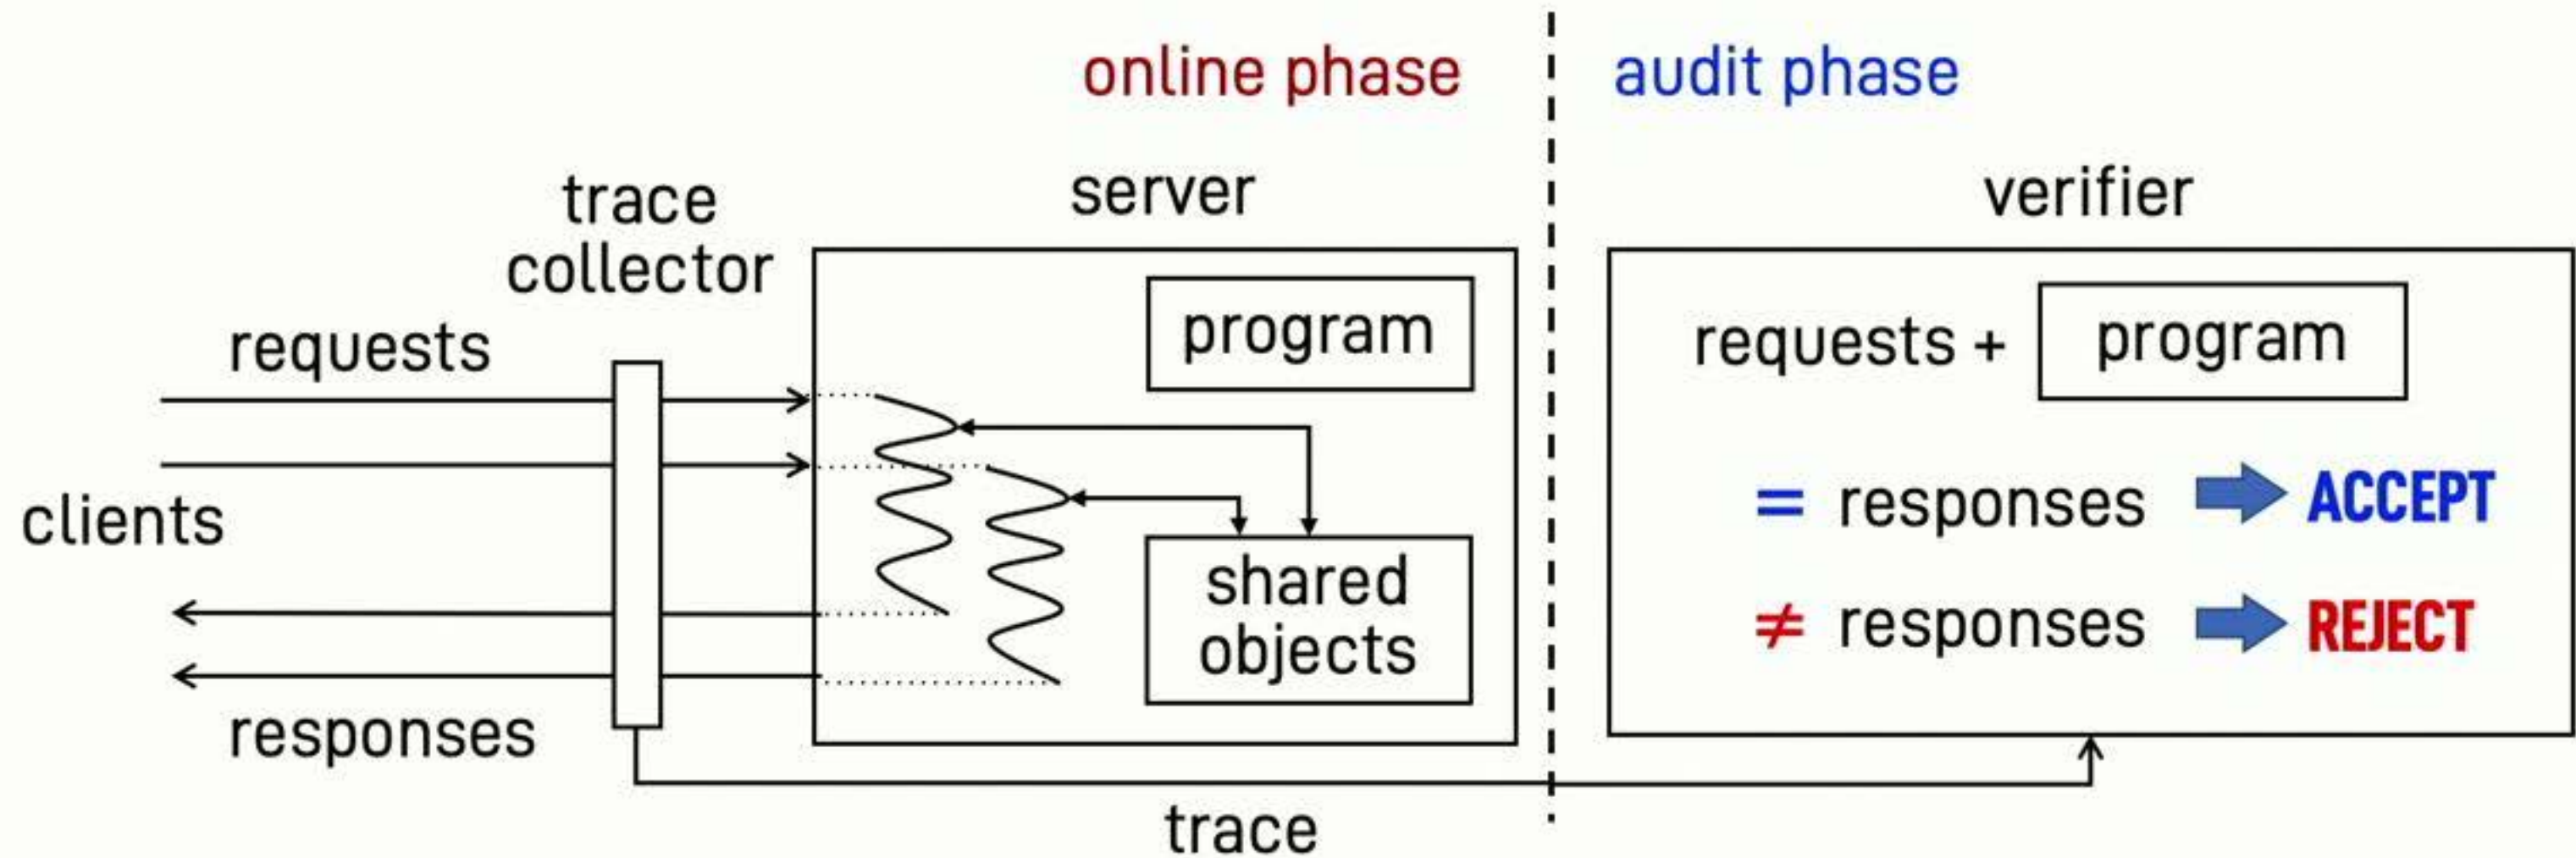 online phase
audit phase
trace
collector
server
verifier
requests
program
requests + program
clients
= responses ACCEPT
shared
objects
≠ responses REJECT
responses
trace